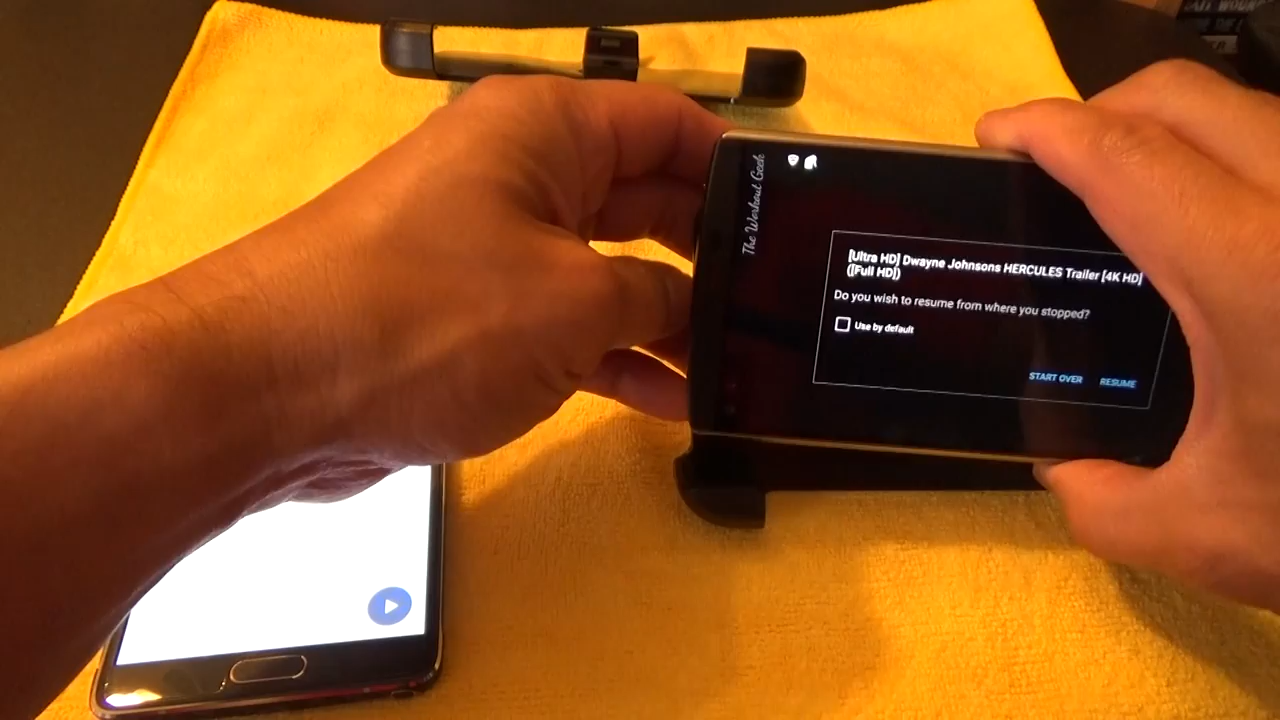 The Workout Geek
[Ultra HD] Dwayne Johnsons HERCULES Trailer [4K HD]
([Full HD])
Do you wish to resume from where you stopped?
Use by default
START OVER RESUME